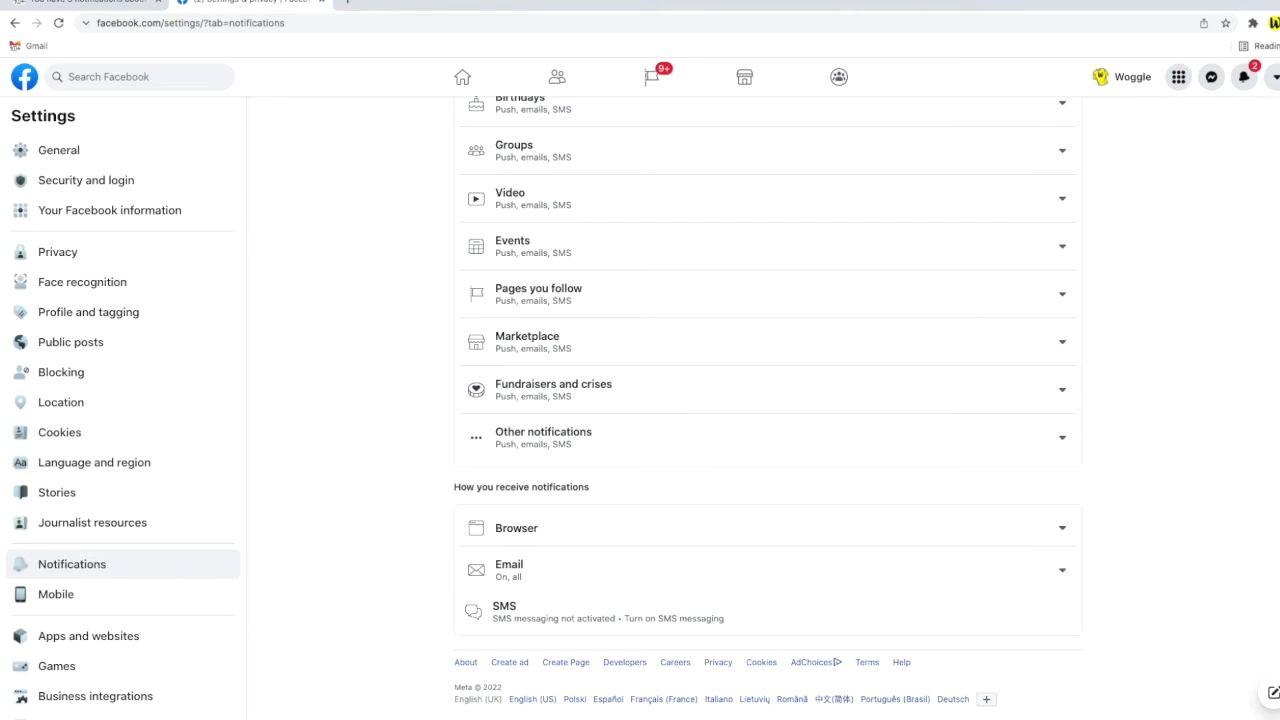 facebook.com/settings/?tab=notifications
Gmail
Search Facebook
9+
Woggle
2
Settings
General
Security and login
Your Facebook information
Privacy
Face recognition
Profile and tagging
Public posts
Blocking
Location
Cookies
Aa
Language and region
Stories
Journalist resources
Notifications
Mobile
Apps and websites
Games
Business integrations
Birthdays
Push, emails, SMS
Groups
Push, emails, SMS
Video
Push, emails, SMS
Events
Push, emails, SMS
Pages you follow
Push, emails, SMS
Marketplace
Push, emails, SMS
Fundraisers and crises
Push, emails, SMS
Other notifications
Push, emails, SMS
How you receive notifications
Browser
Email
On, all
SMS
SMS messaging not activated • Turn on SMS messaging
About Create ad Create Page Developers Careers Privacy Cookies AdChoices Terms Help
Meta © 2022
English (UK) English (US) Polski Español Français (France) Italiano Lietuvių Română 中文(简体) Português (Brasil) Deutsch +